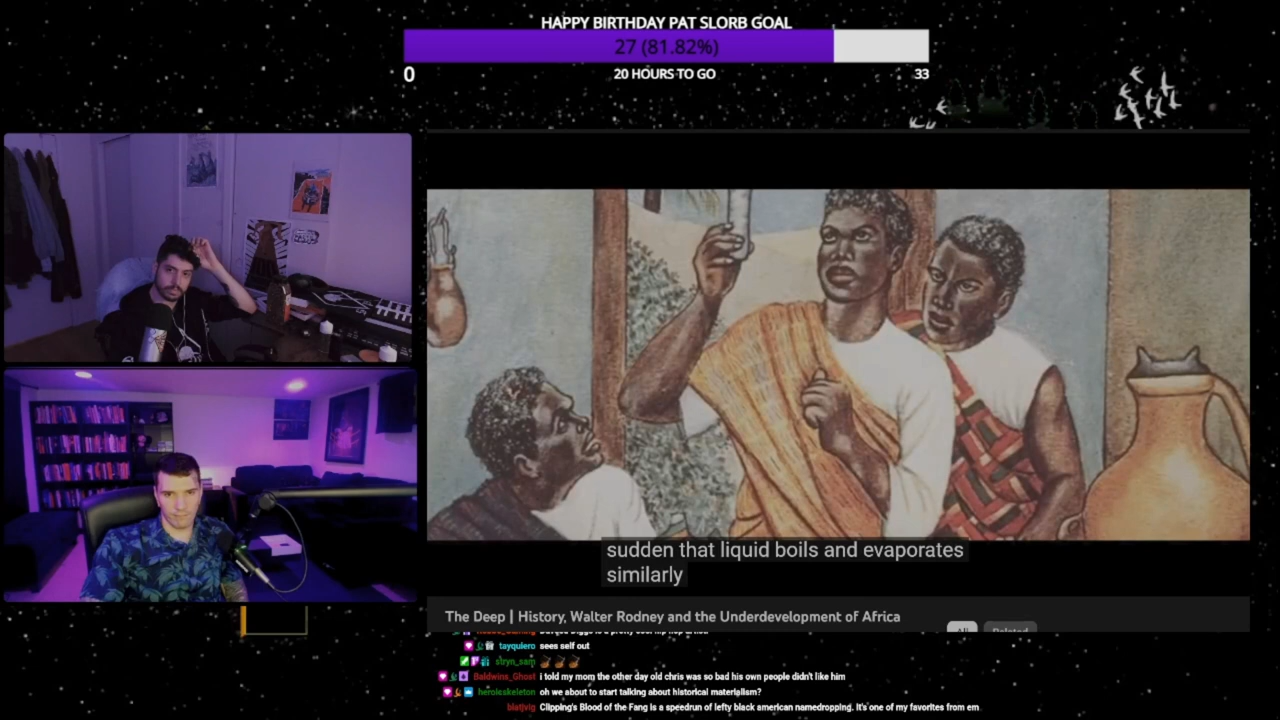 HAPPY BIRTHDAY PAT SLORB GOAL
27 (81.82%)
0
20 HOURS TO GO
33
sudden that liquid boils and evaporates
similarly
The Deep | History, Walter Rodney and the Underdevelopment of Africa
All
Related
tayquiero sees self out
stryn_sam
Baldwins_Ghost i told my mom the other day old chris was so bad his own people didn't like him
heroicskeleton oh we about to start talking about historical materialism?
Clipping's Blood of the Fang is a speedrun of lefty black american namedropping. It's one of my favorites from em